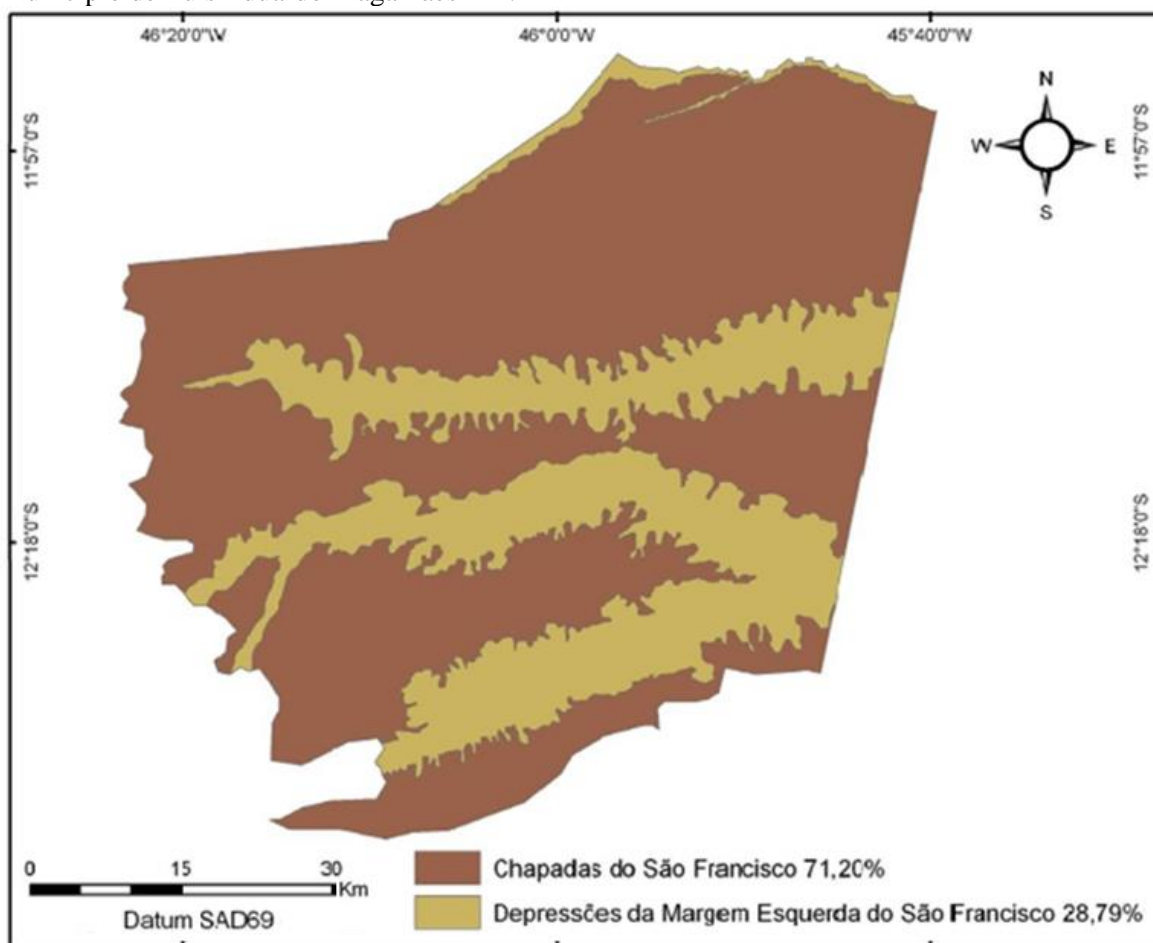 46°20'0"W
46°0'0"W
45°40'0"W
11°57'0"S
11°57'0"S
N
W
E
S
12°18'0"S
12°18'0"S
0 15 30
Km
Datum SAD69
Chapadas do São Francisco 71,20%
Depressões da Margem Esquerda do São Francisco 28,79%